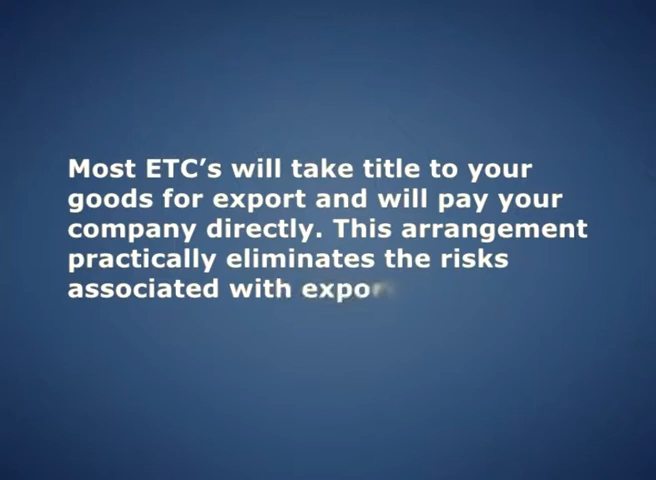 Most ETC’s will take title to your
goods for export and will pay your
company directly. This arrangement
practically eliminates the risks
associated with